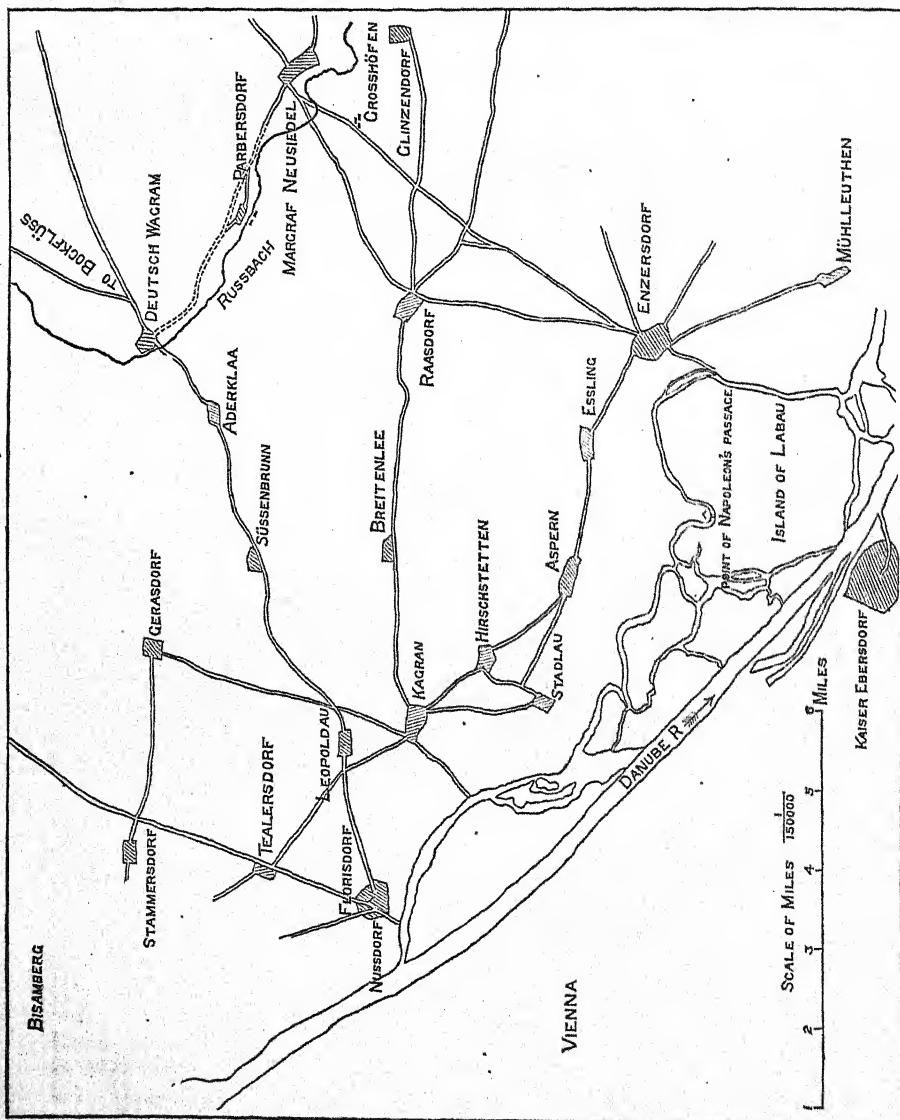 BISAMBERG
STAMMERSDORF
GERASDORF
TO BOCKFLÜSS
DEUTSCH WAGRAM
TEALERSDORF
ADERKLAA
SÜSSENBRUNN
RUSSBACH
PARBERSDORF
MARGRAF NEUSIEDEL
LEOPOLDAU
FLORISDORF
NUSSDORF
KAGRAN
BREITENLEE
RAASDORF
GROSSHÖFEN
GLINZENDORF
HIRSCHSTETTEN
STADLAU
ASPERN
ESSLING
ENZERSDORF
VIENNA
DANUBE R.
POINT OF NAPOLEON'S PASSAGE
ISLAND OF LABAU
MÜHLLEUTHEN
KAISER EBERSDORF
SCALE OF MILES 1/150000
1 2 3 4 5 6 MILES